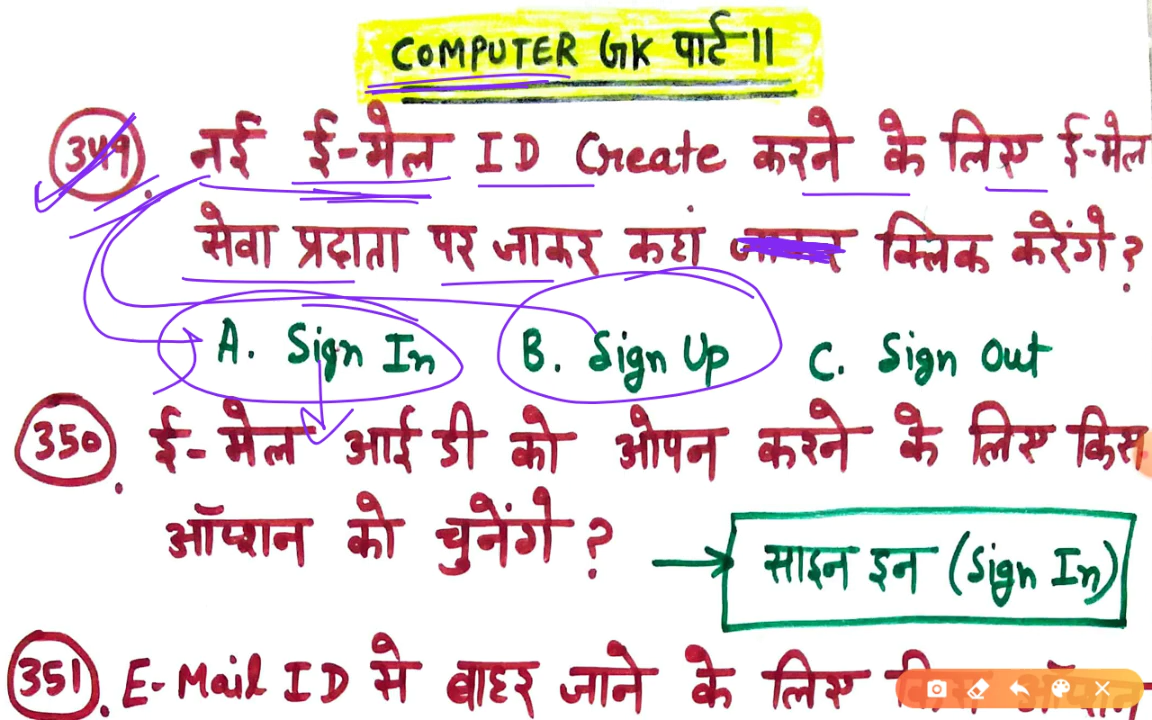 COMPUTER GK पार्ट ।।
349. नई ई-मेल ID Create करने के लिए ई-मेल
सेवा प्रदाता पर जाकर कहां क्लिक करेंगे ?
A. Sign In B. Sign Up C. Sign Out
350. ई-मेल आई डी को ओपन करने के लिए किस
ऑप्शन को चुनेंगे ?
साइन इन (Sign In)
351. E-Mail ID से बाहर जाने के लिए